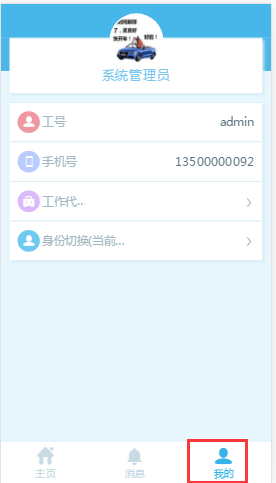 系统管理员
工号 admin
手机号 13500000092
工作代...
身份切换(当前...
主页 消息 我的